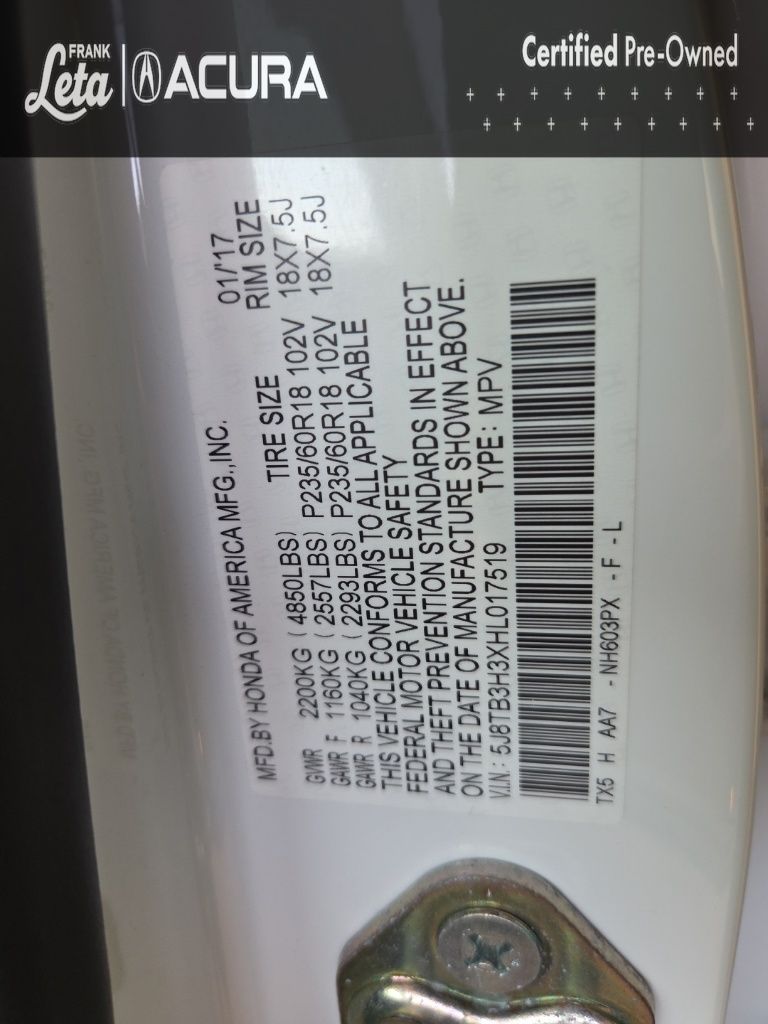 FRANK
Leta
ACURA
Certified Pre-Owned
MFD.BY HONDA OF AMERICA MFG.,INC. 01/'17
TIRE SIZE RIM SIZE
GVWR 2200KG ( 4850LBS)
GAWR F 1160KG ( 2557LBS) P235/60R18 102V 18X7.5J
GAWR R 1040KG ( 2293LBS) P235/60R18 102V 18X7.5J
THIS VEHICLE CONFORMS TO ALL APPLICABLE
FEDERAL MOTOR VEHICLE SAFETY
AND THEFT PREVENTION STANDARDS IN EFFECT
ON THE DATE OF MANUFACTURE SHOWN ABOVE.
V.I.N.: 5J8TB3H3XHL017519 TYPE: MPV
TX5 H AA7 - NH603PX - F - L